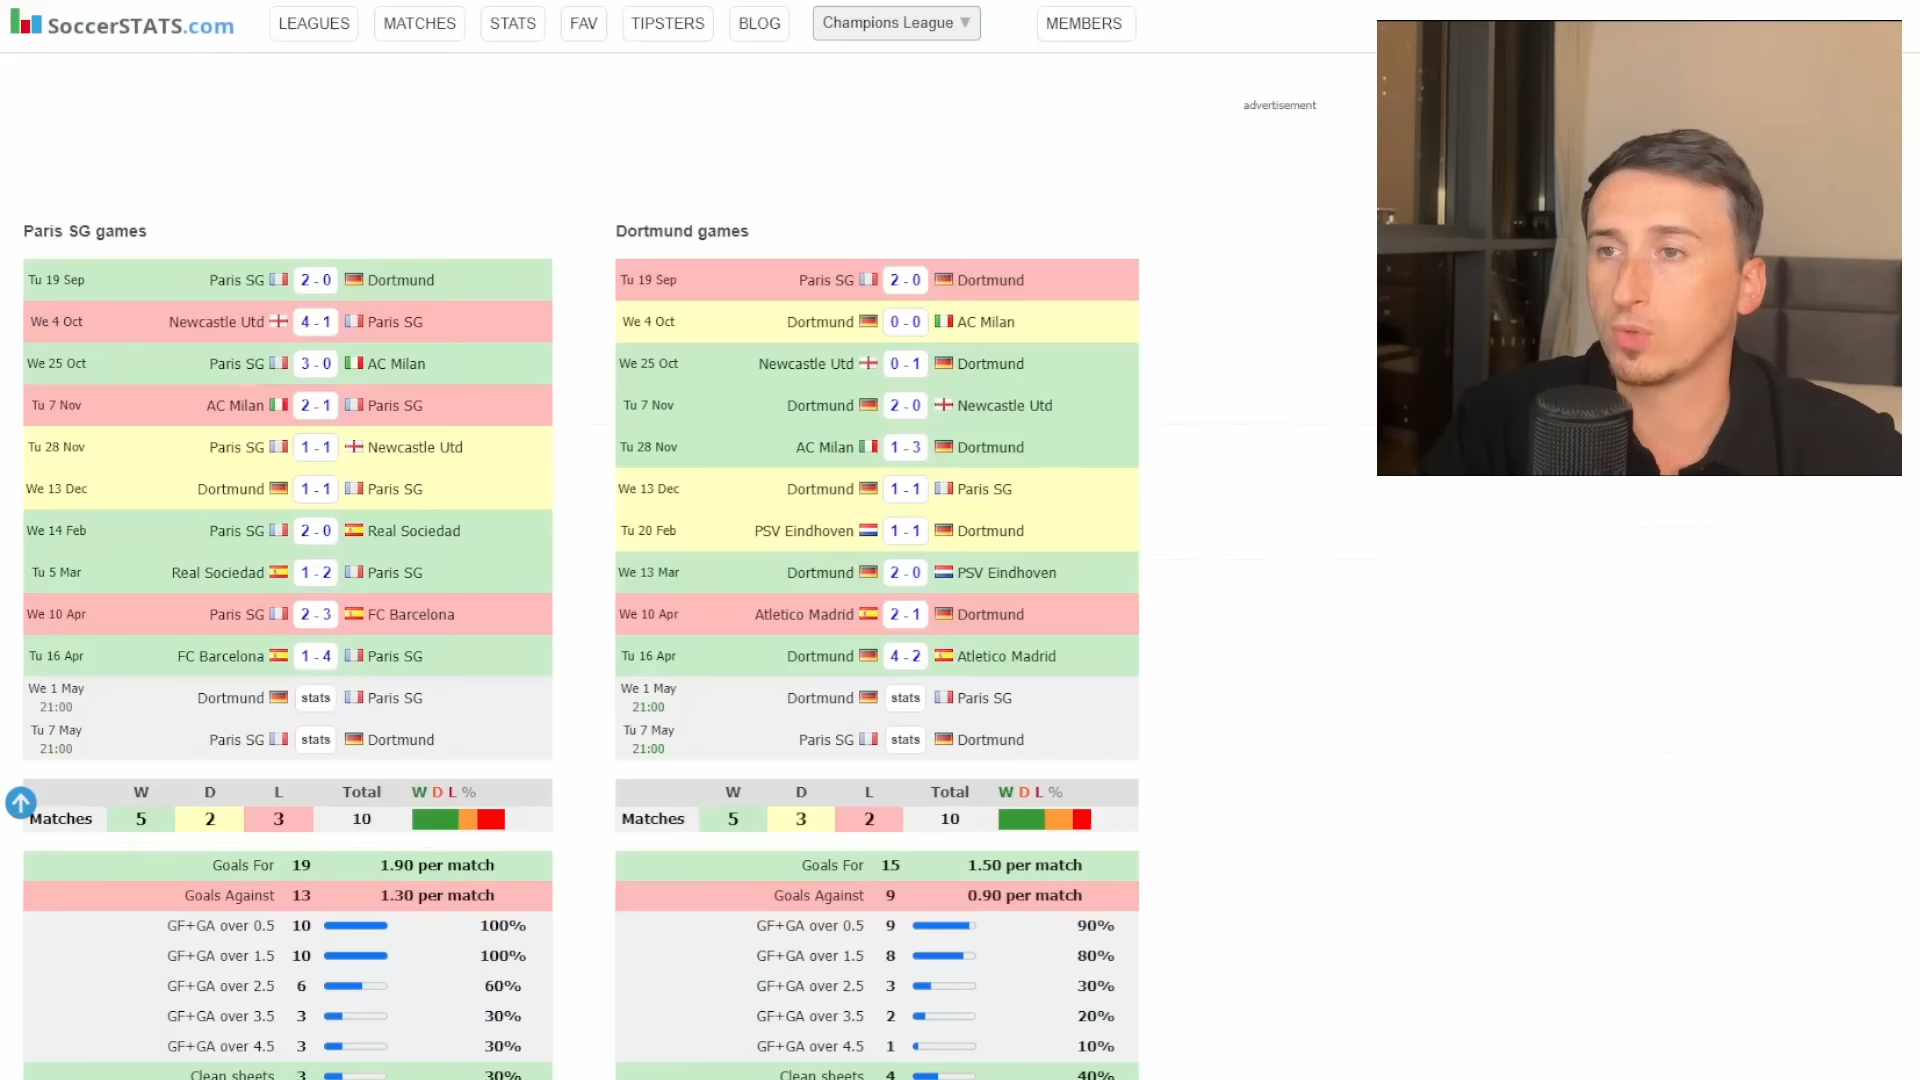 SoccerSTATS.com LEAGUES MATCHES STATS FAV TIPSTERS BLOG Champions League ▼ MEMBERS
advertisement
Paris SG games
Tu 19 Sep Paris SG 2 - 0 Dortmund
We 4 Oct Newcastle Utd 4 - 1 Paris SG
We 25 Oct Paris SG 3 - 0 AC Milan
Tu 7 Nov AC Milan 2 - 1 Paris SG
Tu 28 Nov Paris SG 1 - 1 Newcastle Utd
We 13 Dec Dortmund 1 - 1 Paris SG
We 14 Feb Paris SG 2 - 0 Real Sociedad
Tu 5 Mar Real Sociedad 1 - 2 Paris SG
We 10 Apr Paris SG 2 - 3 FC Barcelona
Tu 16 Apr FC Barcelona 1 - 4 Paris SG
We 1 May 21:00 Dortmund stats Paris SG
Tu 7 May 21:00 Paris SG stats Dortmund
W D L Total W D L %
Matches 5 2 3 10
Goals For 19 1.90 per match
Goals Against 13 1.30 per match
GF+GA over 0.5 10 100%
GF+GA over 1.5 10 100%
GF+GA over 2.5 6 60%
GF+GA over 3.5 3 30%
GF+GA over 4.5 3 30%
Clean sheets 3 30%
Dortmund games
Tu 19 Sep Paris SG 2 - 0 Dortmund
We 4 Oct Dortmund 0 - 0 AC Milan
We 25 Oct Newcastle Utd 0 - 1 Dortmund
Tu 7 Nov Dortmund 2 - 0 Newcastle Utd
Tu 28 Nov AC Milan 1 - 3 Dortmund
We 13 Dec Dortmund 1 - 1 Paris SG
Tu 20 Feb PSV Eindhoven 1 - 1 Dortmund
We 13 Mar Dortmund 2 - 0 PSV Eindhoven
We 10 Apr Atletico Madrid 2 - 1 Dortmund
Tu 16 Apr Dortmund 4 - 2 Atletico Madrid
We 1 May 21:00 Dortmund stats Paris SG
Tu 7 May 21:00 Paris SG stats Dortmund
W D L Total W D L %
Matches 5 3 2 10
Goals For 15 1.50 per match
Goals Against 9 0.90 per match
GF+GA over 0.5 9 90%
GF+GA over 1.5 8 80%
GF+GA over 2.5 3 30%
GF+GA over 3.5 2 20%
GF+GA over 4.5 1 10%
Clean sheets 4 40%